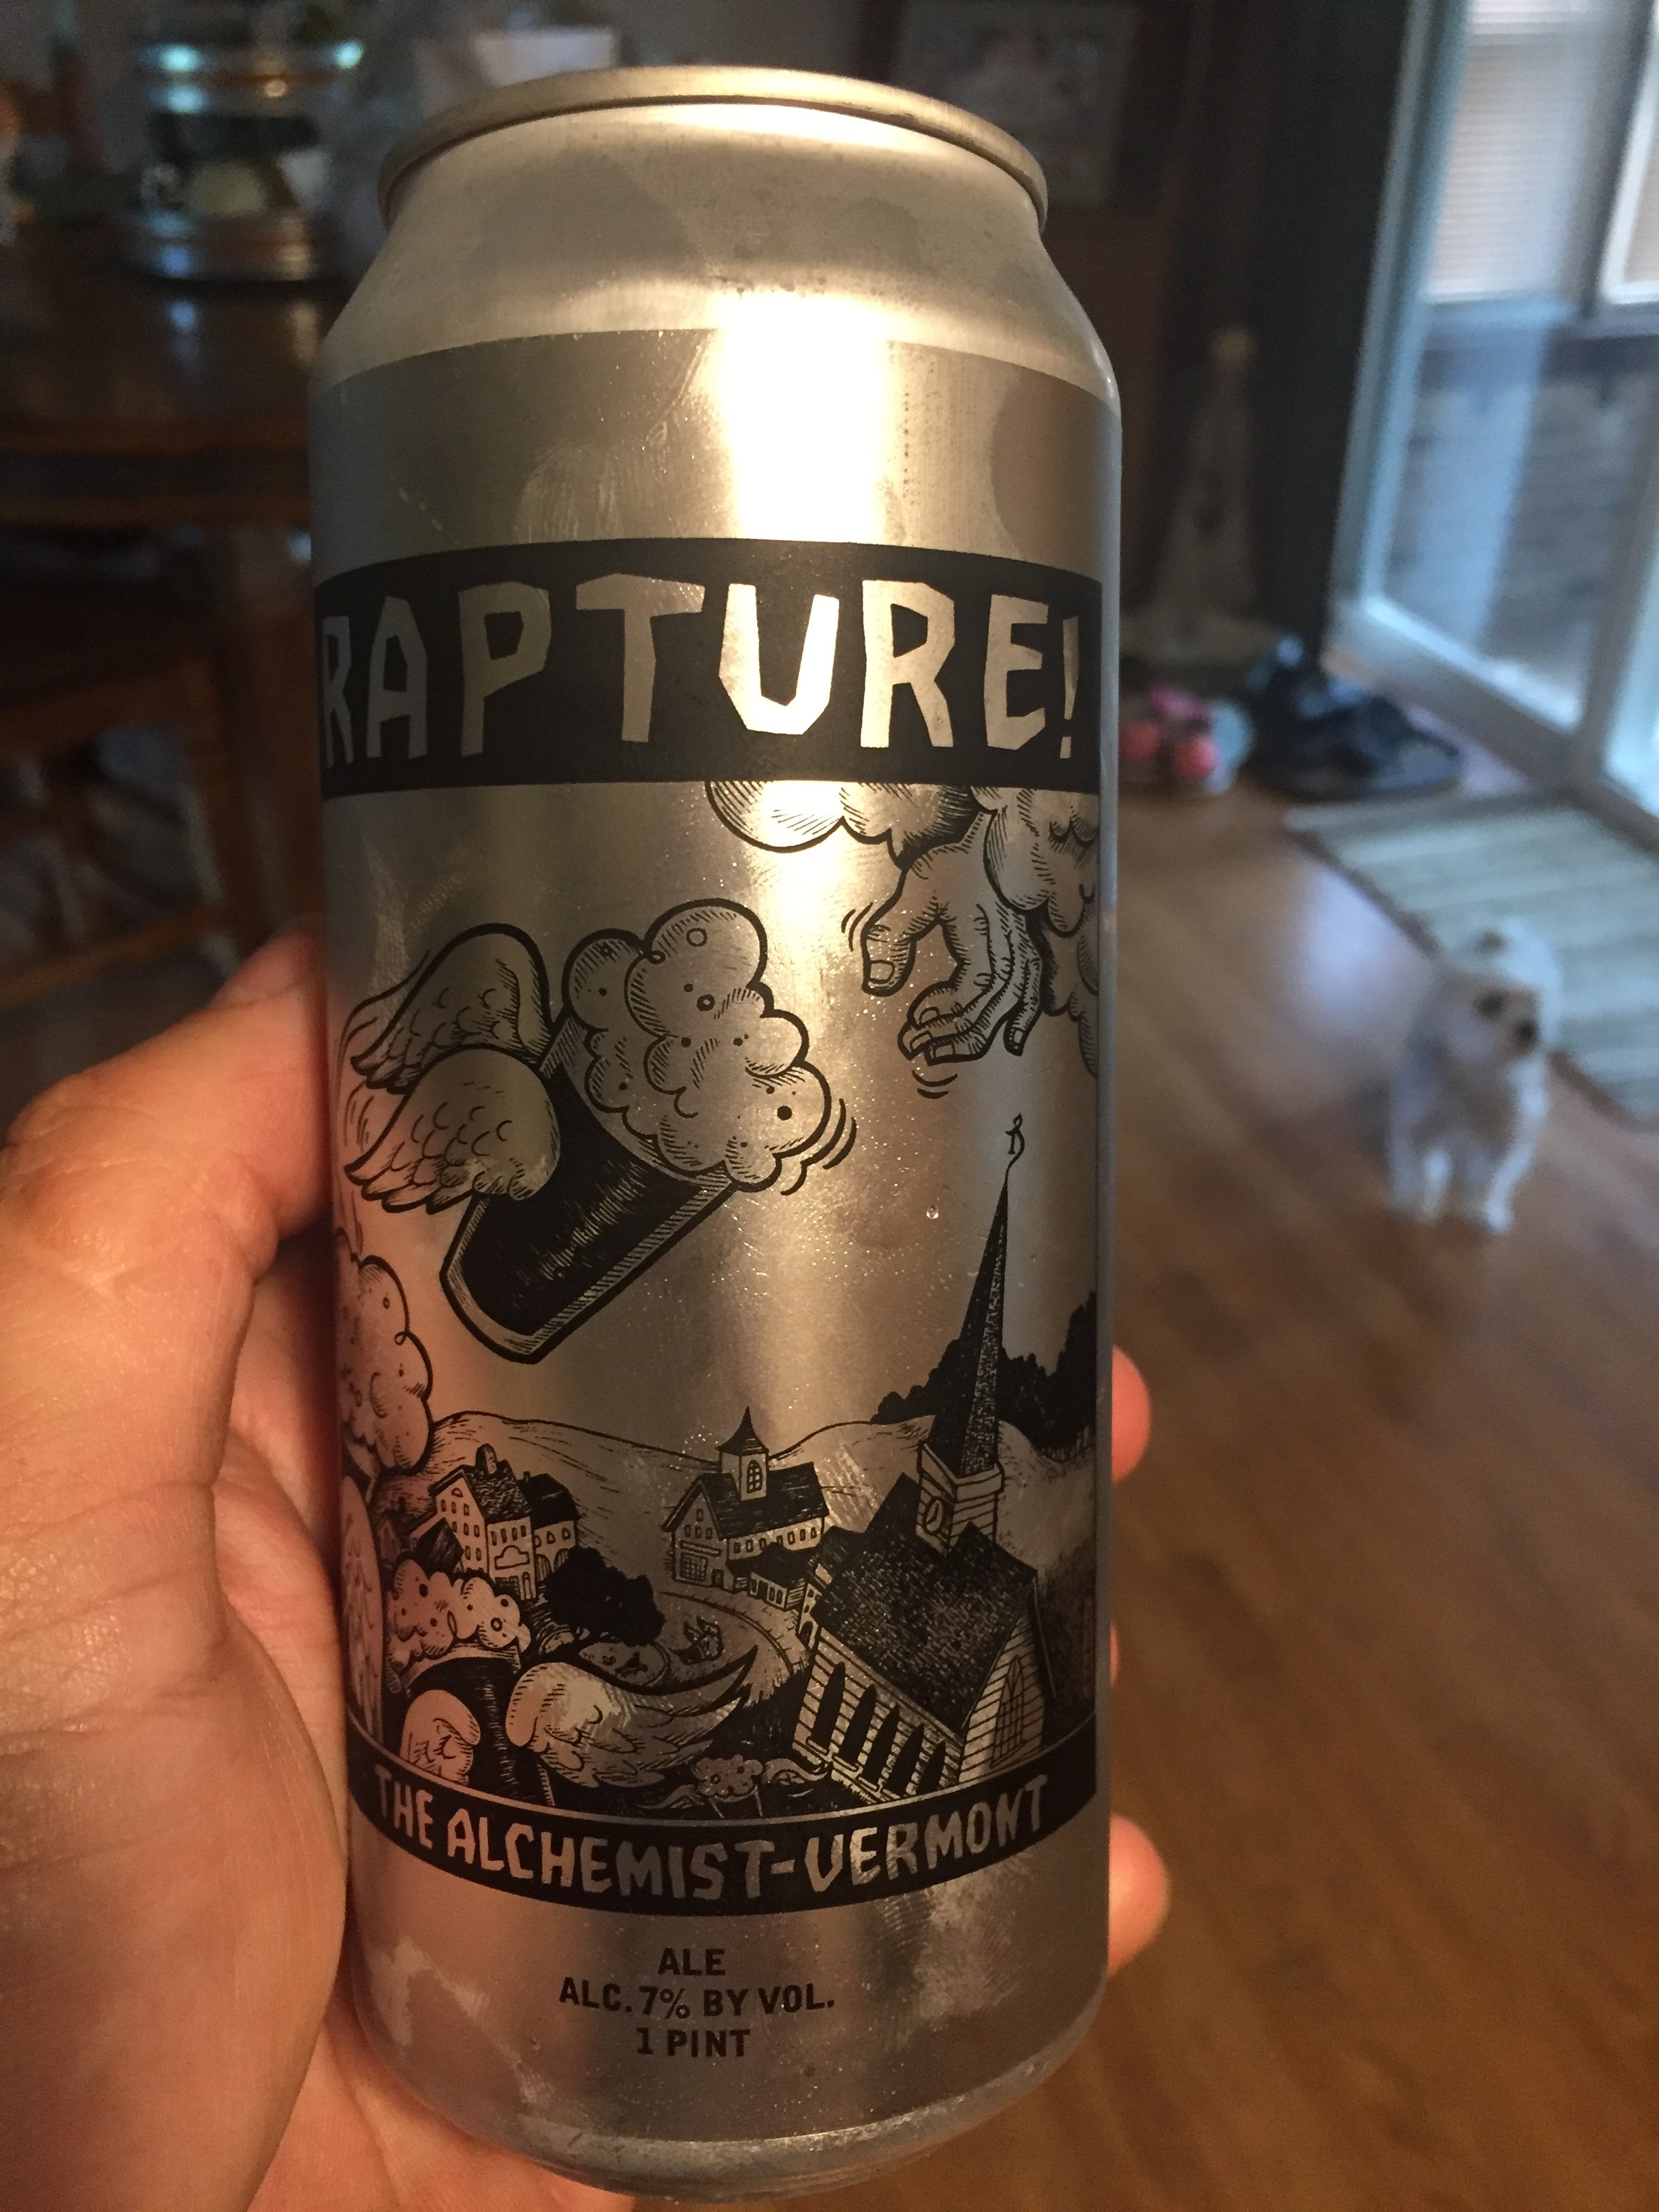 RAPTURE!
THE ALCHEMIST-VERMONT
ALE
ALC. 7% BY VOL.
1 PINT